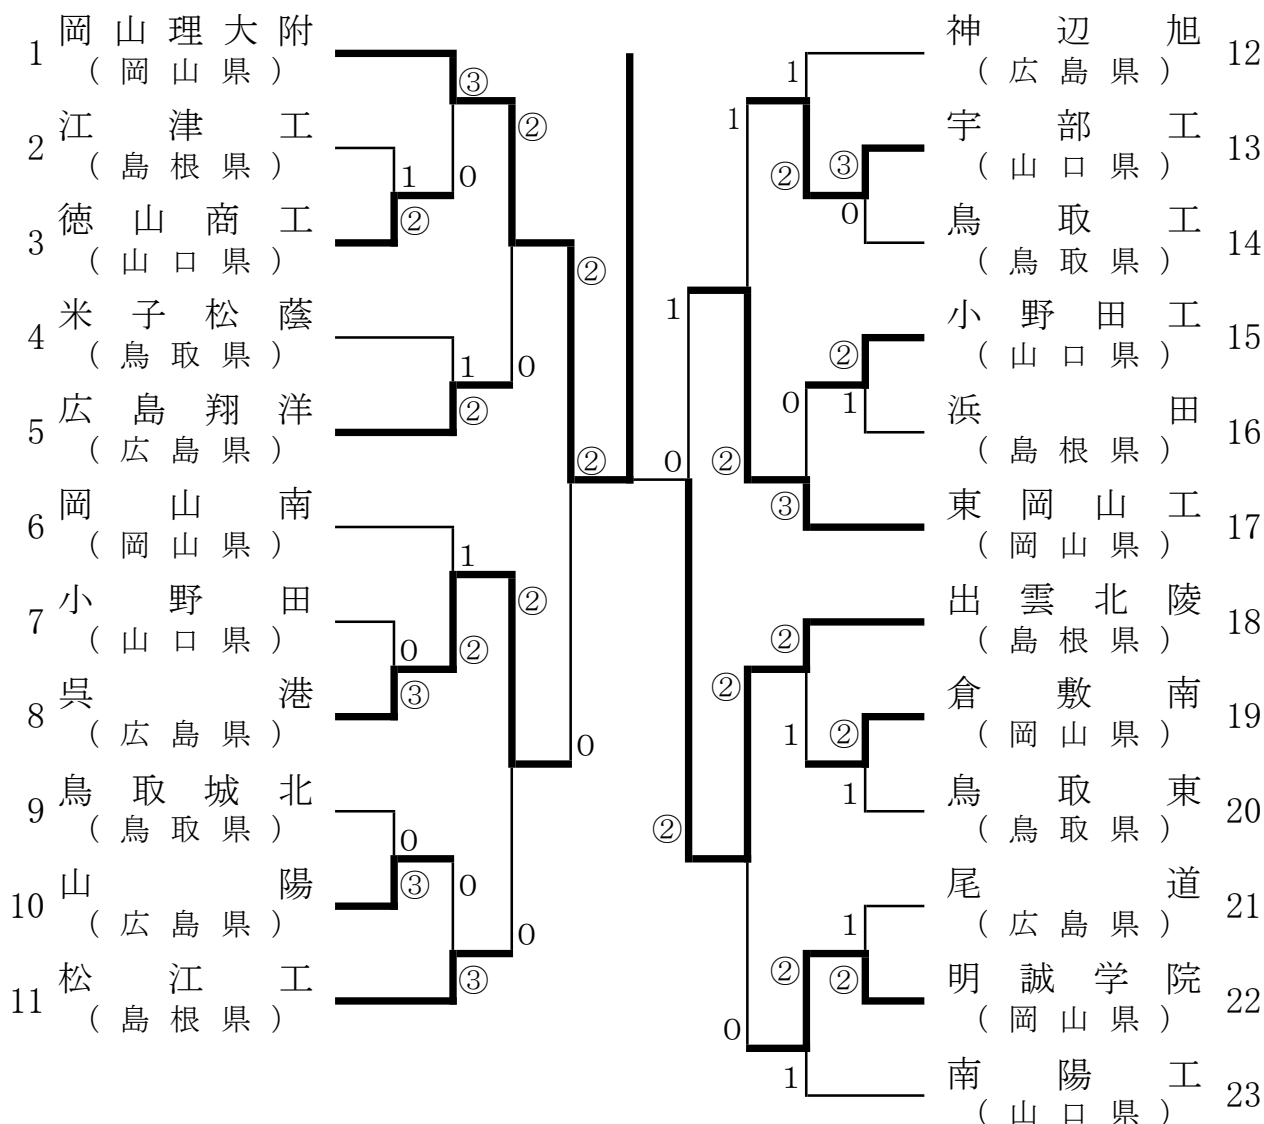 1 岡山理大附
(岡山県)
2 江津工
(島根県)
3 徳山商工
(山口県)
4 米子松蔭
(鳥取県)
5 広島翔洋
(広島県)
6 岡山南
(岡山県)
7 小野田
(山口県)
8 呉港
(広島県)
9 鳥取城北
(鳥取県)
10 山陽
(広島県)
11 松江工
(島根県)
③
②
1
0
②
②
1
0
②
②
1
②
0
②
③
0
0
③
0
0
③
0
1
1
③
②
0
1
②
0
1
②
③
②
②
1
②
1
②
1
②
②
0
1
神辺旭 12
(広島県)
宇部工 13
(山口県)
鳥取工 14
(鳥取県)
小野田工 15
(山口県)
浜田 16
(島根県)
東岡山工 17
(岡山県)
出雲北陵 18
(島根県)
倉敷南 19
(岡山県)
鳥取東 20
(鳥取県)
尾道 21
(広島県)
明誠学院 22
(岡山県)
南陽工 23
(山口県)